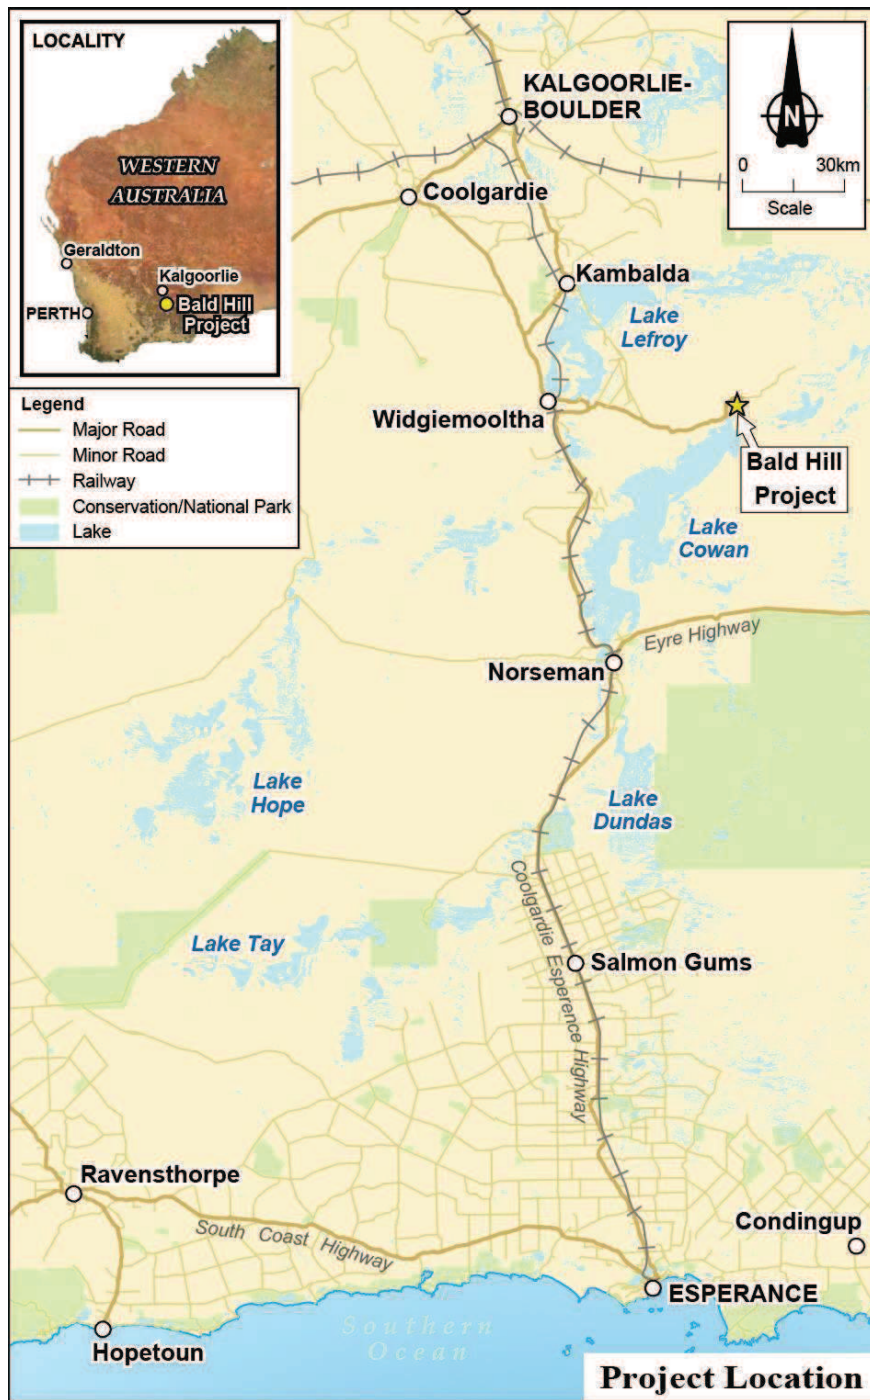 LOCALITY
WESTERN
AUSTRALIA
Geraldton
Kalgoorlie
PERTH
Bald Hill
Project
N
0 30km
Scale
Legend
Major Road
Minor Road
Railway
Conservation/National Park
Lake
KALGOORLIE-
BOULDER
Coolgardie
Kambalda
Lake
Lefroy
Widgiemooltha
Bald Hill
Project
Lake
Cowan
Eyre Highway
Norseman
Lake
Hope
Lake
Dundas
Coolgardie Esperence Highway
Lake Tay
Salmon Gums
Ravensthorpe
South Coast Highway
Condingup
ESPERANCE
Hopetoun
Southern
Ocean
Project Location